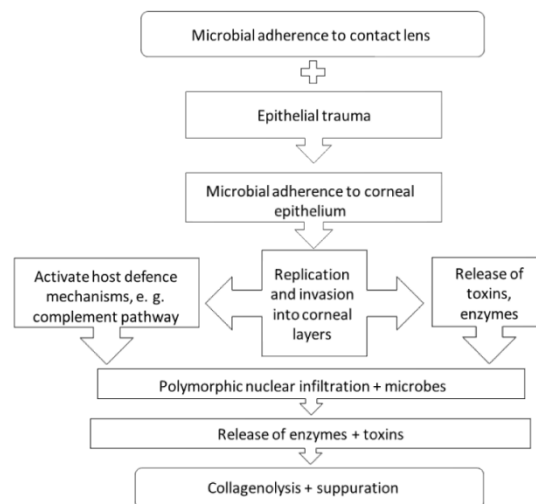 Microbial adherence to contact lens
Epithelial trauma
Microbial adherence to corneal
epithelium
Activate host defence
mechanisms, e. g.
complement pathway
Replication
and invasion
into corneal
layers
Release of
toxins,
enzymes
Polymorphic nuclear infiltration + microbes
Release of enzymes + toxins
Collagenolysis + suppuration